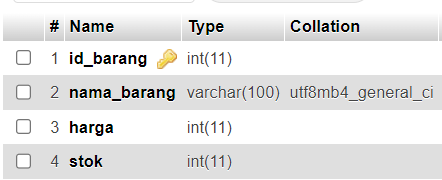 # Name Type Collation
1 id_barang int(11)
2 nama_barang varchar(100) utf8mb4_general_ci
3 harga int(11)
4 stok int(11)